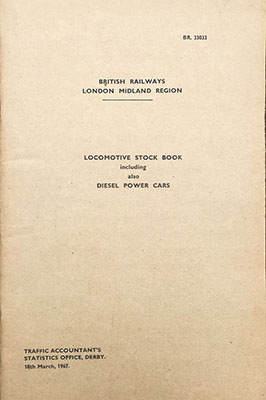 BR. 33033
BRITISH RAILWAYS
LONDON MIDLAND REGION
LOCOMOTIVE STOCK BOOK
including
also
DIESEL POWER CARS
TRAFFIC ACCOUNTANT'S
STATISTICS OFFICE, DERBY.
18th March, 1967.